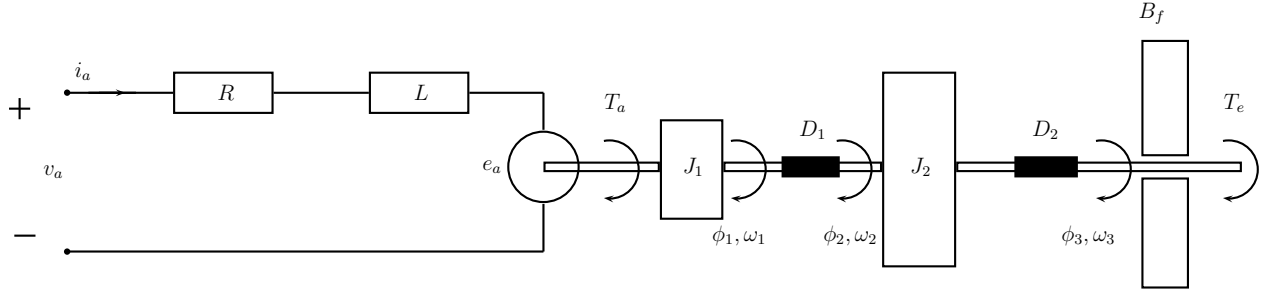 B_f
i_a
R
L
+
T_a
D_1
D_2
T_e
v_a
e_a
J_1
J_2
−
ϕ_1, ω_1
ϕ_2, ω_2
ϕ_3, ω_3